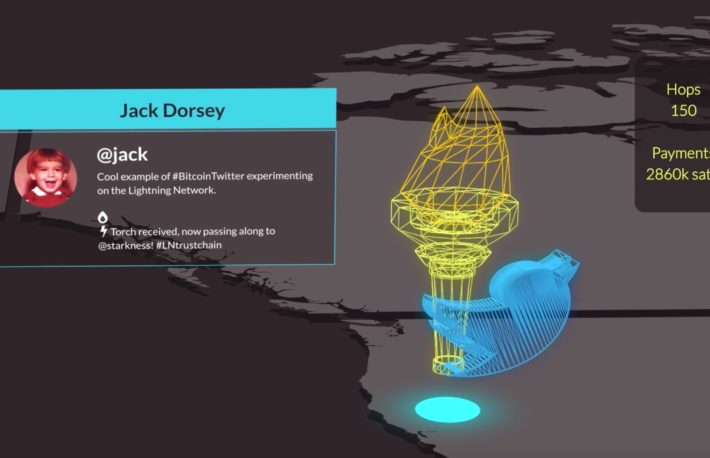 Jack Dorsey
@jack
Cool example of #BitcoinTwitter experimenting
on the Lightning Network.
Torch received, now passing along to
@starkness! #LNtrustchain
Hops
150
Payments
2860k sat